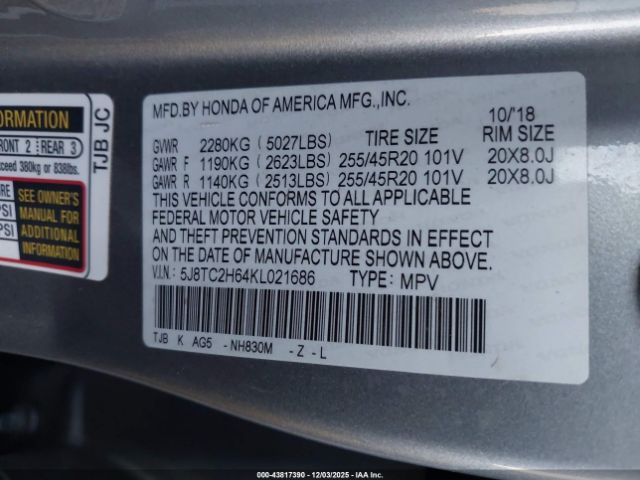 ORMATION
RONT 2 REAR 3
xceed 380kg or 838lbs.
RE
PSI
PSI
SEE OWNER'S
MANUAL FOR
ADDITIONAL
INFORMATION
TJB JC
MFD.BY HONDA OF AMERICA MFG.,INC.
10/'18
GVWR 2280KG (5027LBS) TIRE SIZE RIM SIZE
GAWR F 1190KG (2623LBS) 255/45R20 101V 20X8.0J
GAWR R 1140KG (2513LBS) 255/45R20 101V 20X8.0J
THIS VEHICLE CONFORMS TO ALL APPLICABLE
FEDERAL MOTOR VEHICLE SAFETY
AND THEFT PREVENTION STANDARDS IN EFFECT
ON THE DATE OF MANUFACTURE SHOWN ABOVE.
V.I.N.: 5J8TC2H64KL021686 TYPE: MPV
TJB K AG5 -NH830M -Z-L
000-43817390 - 12/03/2025 - IAA Inc.